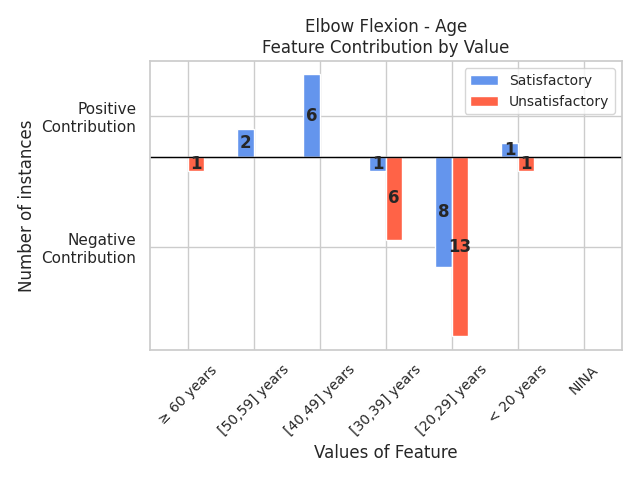 Elbow Flexion - Age
Feature Contribution by Value
Satisfactory
Unsatisfactory
Positive
Contribution
Negative
Contribution
Number of instances
1
2
6
1
6
8
13
1
1
≥ 60 years
[50,59] years
[40,49] years
[30,39] years
[20,29] years
< 20 years
NINA
Values of Feature